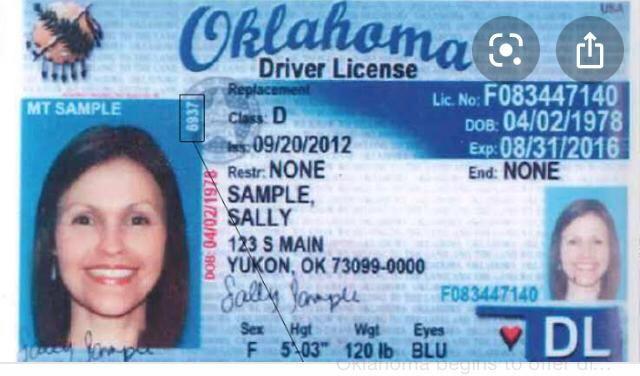 USA
Oklahoma
Driver License
MT SAMPLE
6937
Replacement
Class: D
Iss: 09/20/2012
Restr: NONE
Lic. No: F083447140
DOB: 04/02/1978
Exp: 08/31/2016
End: NONE
DOB: 04/02/1978
SAMPLE,
SALLY
123 S MAIN
YUKON, OK 73099-0000
Sally Sample
F083447140
Sex Hgt Wgt Eyes
F 5'-03" 120 lb BLU
DL
Sally Sample
Oklahoma begins to offer di...